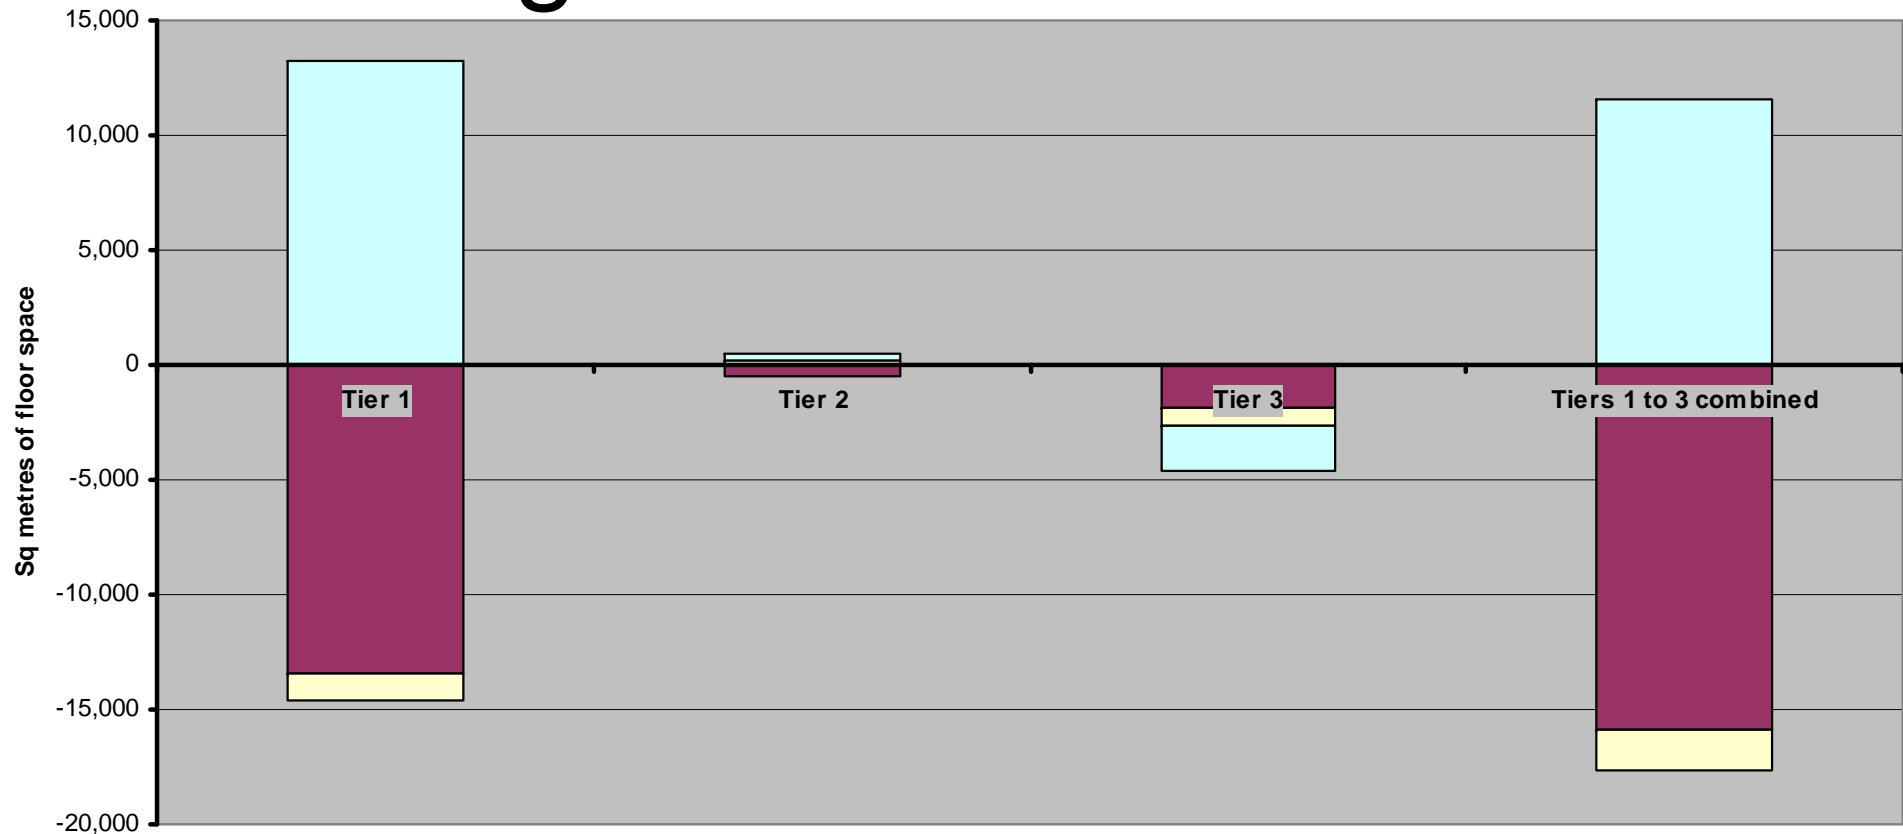 15,000
10,000
5,000
0
-5,000
-10,000
-15,000
-20,000
Sq metres of floor space
Tier 1
Tier 2
Tier 3
Tiers 1 to 3 combined